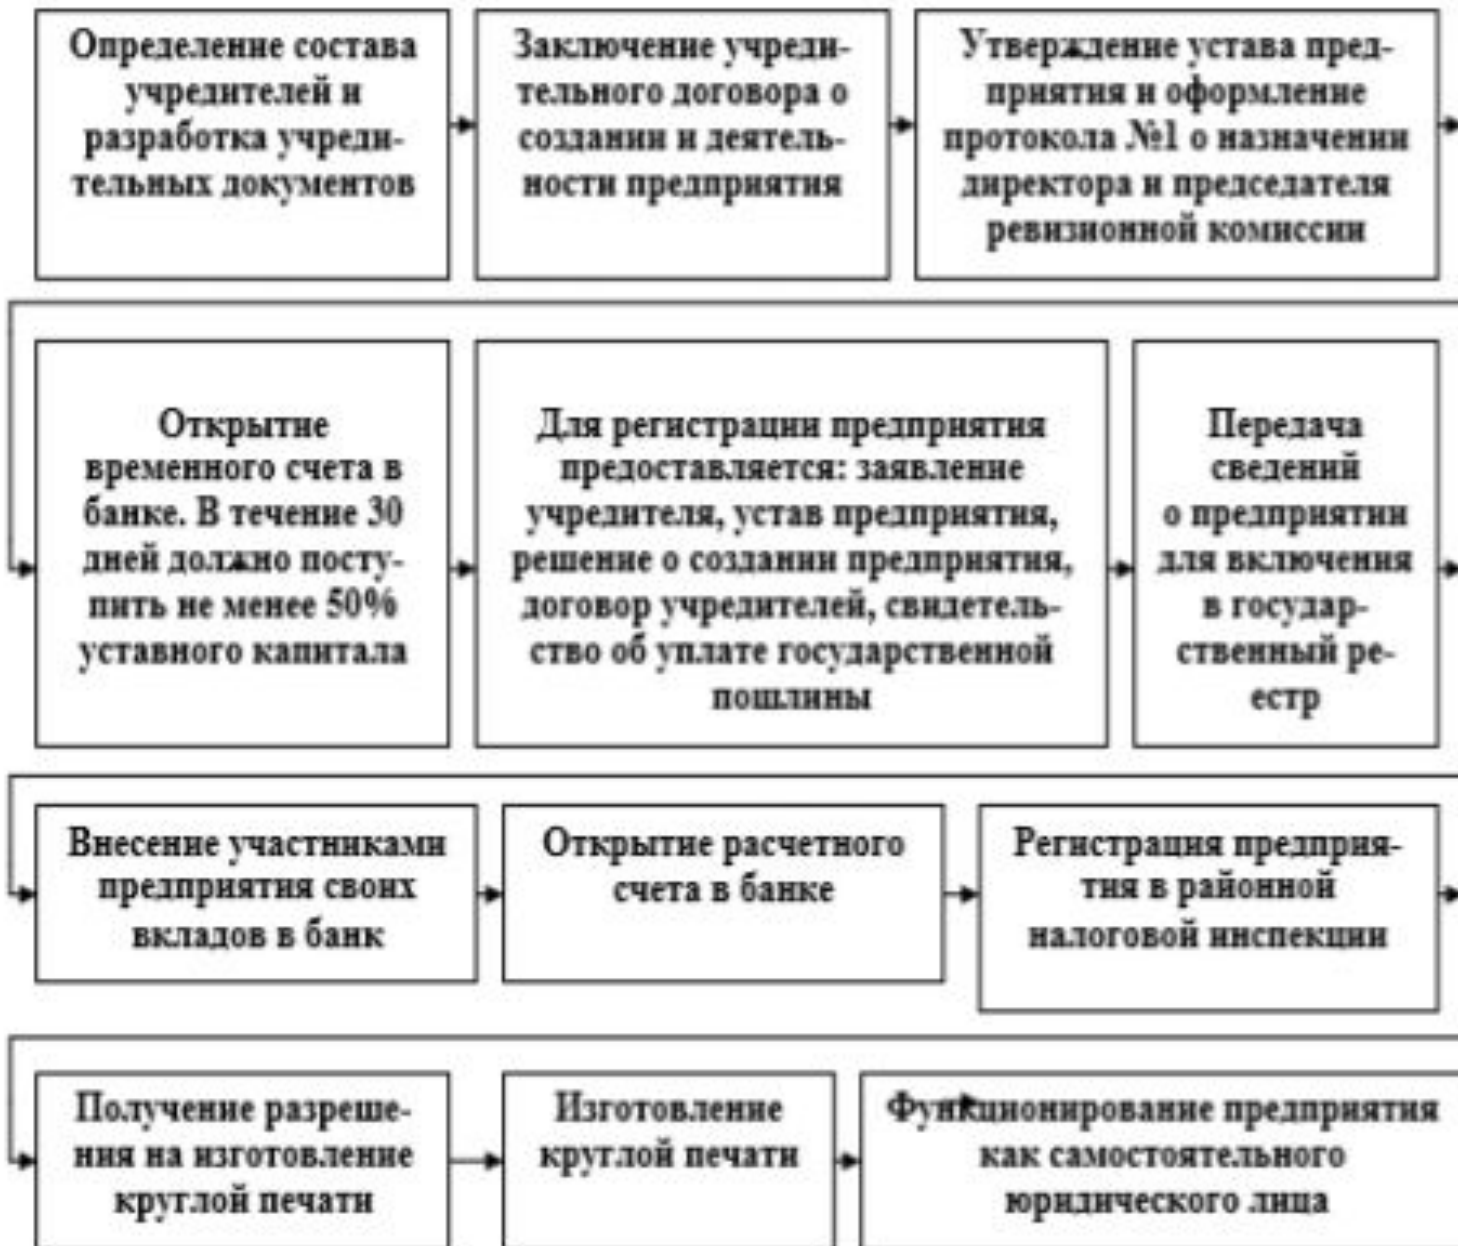 Определение состава
учредителей и
разработка учреди-
тельных документов
Заключение учреди-
тельного договора о
создании и деятель-
ности предприятия
Утверждение устава пред-
приятия и оформление
протокола №1 о назначении
директора и председателя
ревизионной комиссии
Открытие
временного счета в
банке. В течение 30
дней должно посту-
пить не менее 50%
уставного капитала
Для регистрации предприятия
предоставляется: заявление
учредителя, устав предприятия,
решение о создании предприятия,
договор учредителей, свидетель-
ство об уплате государственной
пошлины
Передача
сведений
о предприятии
для включения
в государ-
ственный ре-
естр
Внесение участниками
предприятия своих
вкладов в банк
Открытие расчетного
счета в банке
Регистрация предприя-
тия в районной
налоговой инспекции
Получение разреше-
ния на изготовление
круглой печати
Изготовление
круглой печати
Функционирование предприятия
как самостоятельного
юридического лица